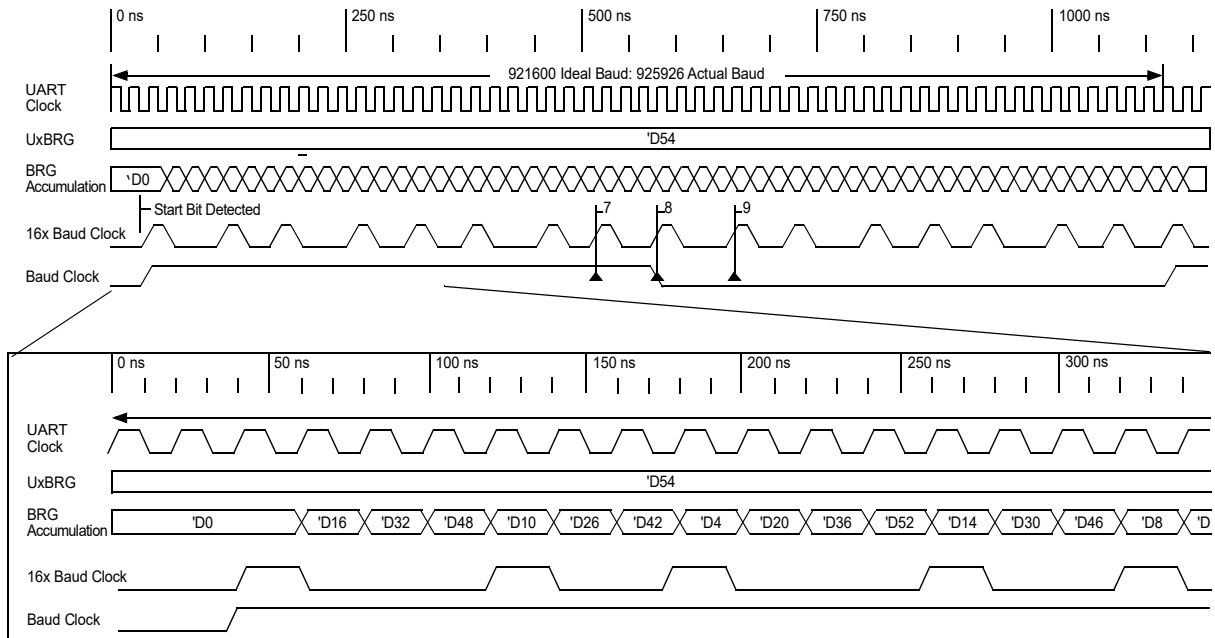 0 ns 250 ns 500 ns 750 ns 1000 ns
921600 Ideal Baud: 925926 Actual Baud
UART
Clock
UxBRG
'D54
BRG
Accumulation
'D0
Start Bit Detected
7 8 9
16x Baud Clock
Baud Clock
0 ns 50 ns 100 ns 150 ns 200 ns 250 ns 300 ns
UART
Clock
UxBRG
'D54
BRG
Accumulation
'D0 'D16 'D32 'D48 'D10 'D26 'D42 'D4 'D20 'D36 'D52 'D14 'D30 'D46 'D8 'D
16x Baud Clock
Baud Clock